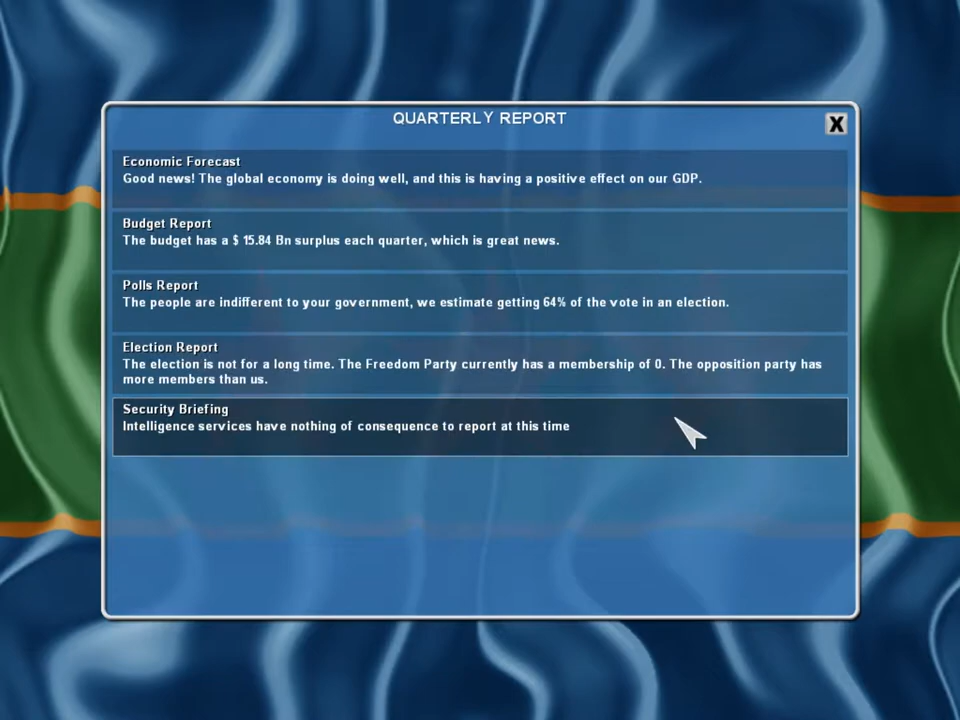 QUARTERLY REPORT
X
Economic Forecast
Good news! The global economy is doing well, and this is having a positive effect on our GDP.
Budget Report
The budget has a $ 15.84 Bn surplus each quarter, which is great news.
Polls Report
The people are indifferent to your government, we estimate getting 64% of the vote in an election.
Election Report
The election is not for a long time. The Freedom Party currently has a membership of 0. The opposition party has
more members than us.
Security Briefing
Intelligence services have nothing of consequence to report at this time